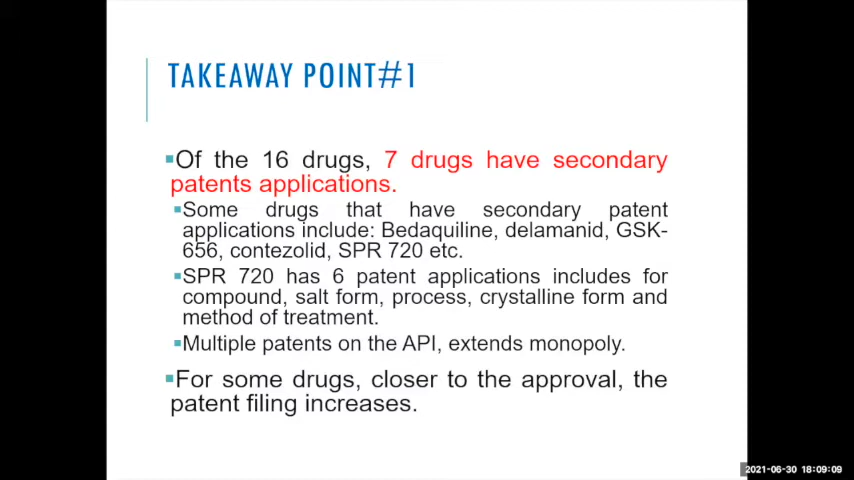 TAKEAWAY POINT#1
▪Of the 16 drugs, 7 drugs have secondary
patents applications.
▪Some drugs that have secondary patent
applications include: Bedaquiline, delamanid, GSK-
656, contezolid, SPR 720 etc.
▪SPR 720 has 6 patent applications includes for
compound, salt form, process, crystalline form and
method of treatment.
▪Multiple patents on the API, extends monopoly.
▪For some drugs, closer to the approval, the
patent filing increases.
2021-06-30 18:09:09